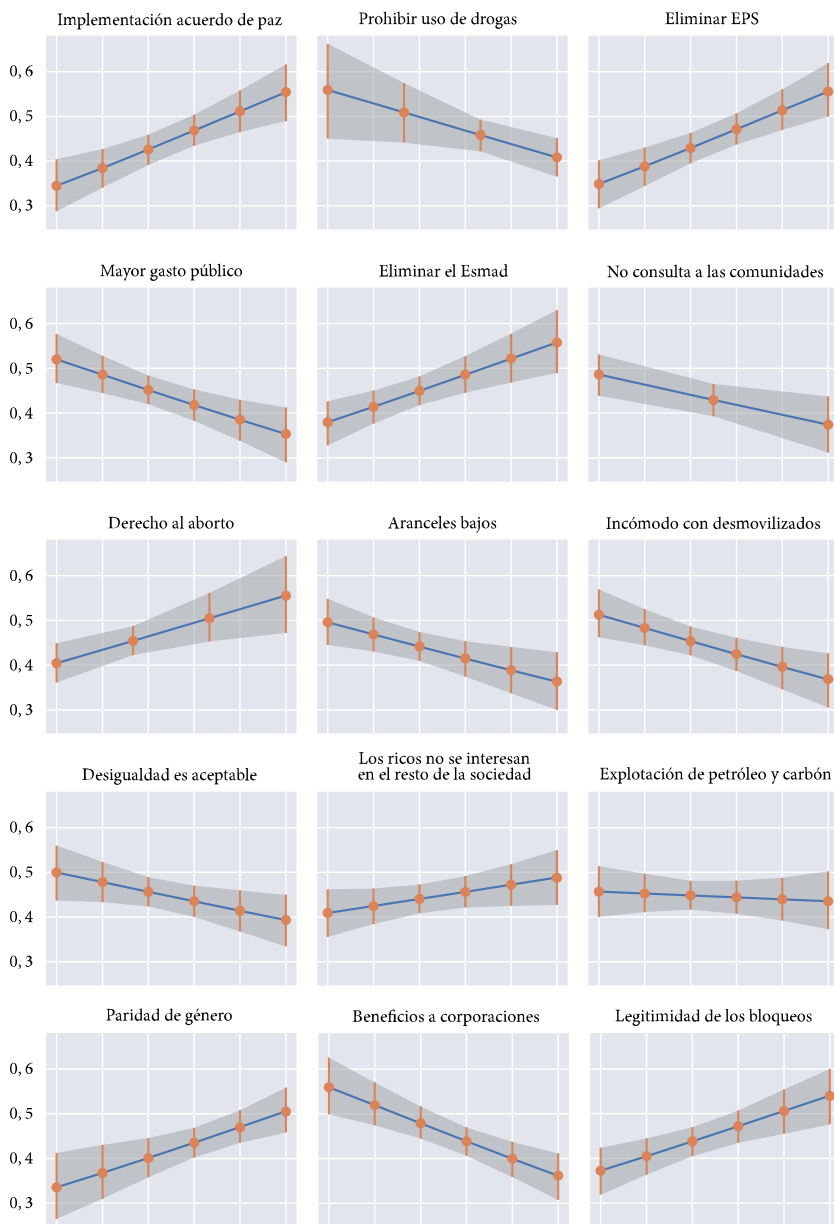 Implementación acuerdo de paz
Prohibir uso de drogas
Eliminar EPS
0, 6
0, 5
0, 4
0, 3
Mayor gasto público
Eliminar el Esmad
No consulta a las comunidades
0, 6
0, 5
0, 4
0, 3
Derecho al aborto
Aranceles bajos
Incómodo con desmovilizados
0, 6
0, 5
0, 4
0, 3
Desigualdad es aceptable
Los ricos no se interesan
en el resto de la sociedad
Explotación de petróleo y carbón
0, 6
0, 5
0, 4
0, 3
Paridad de género
Beneficios a corporaciones
Legitimidad de los bloqueos
0, 6
0, 5
0, 4
0, 3